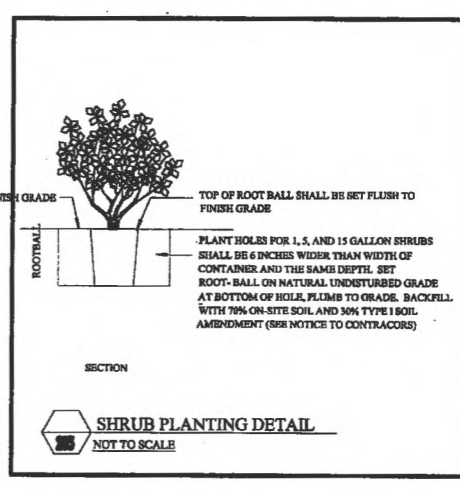 NISH GRADE
TOP OF ROOT BALL SHALL BE SET FLUSH TO
FINISH GRADE
ROOTBALL
PLANT HOLES FOR 1, 5, AND 15 GALLON SHRUBS
SHALL BE 6 INCHES WIDER THAN WIDTH OF
CONTAINER AND THE SAME DEPTH. SET
ROOT-BALL ON NATURAL UNDISTURBED GRADE
AT BOTTOM OF HOLE, PLUMB TO GRADE. BACKFILL
WITH 70% ON-SITE SOIL AND 30% TYPE I SOIL
AMENDMENT (SEE NOTICE TO CONTRACORS)
SECTION
SHRUB PLANTING DETAIL
NOT TO SCALE